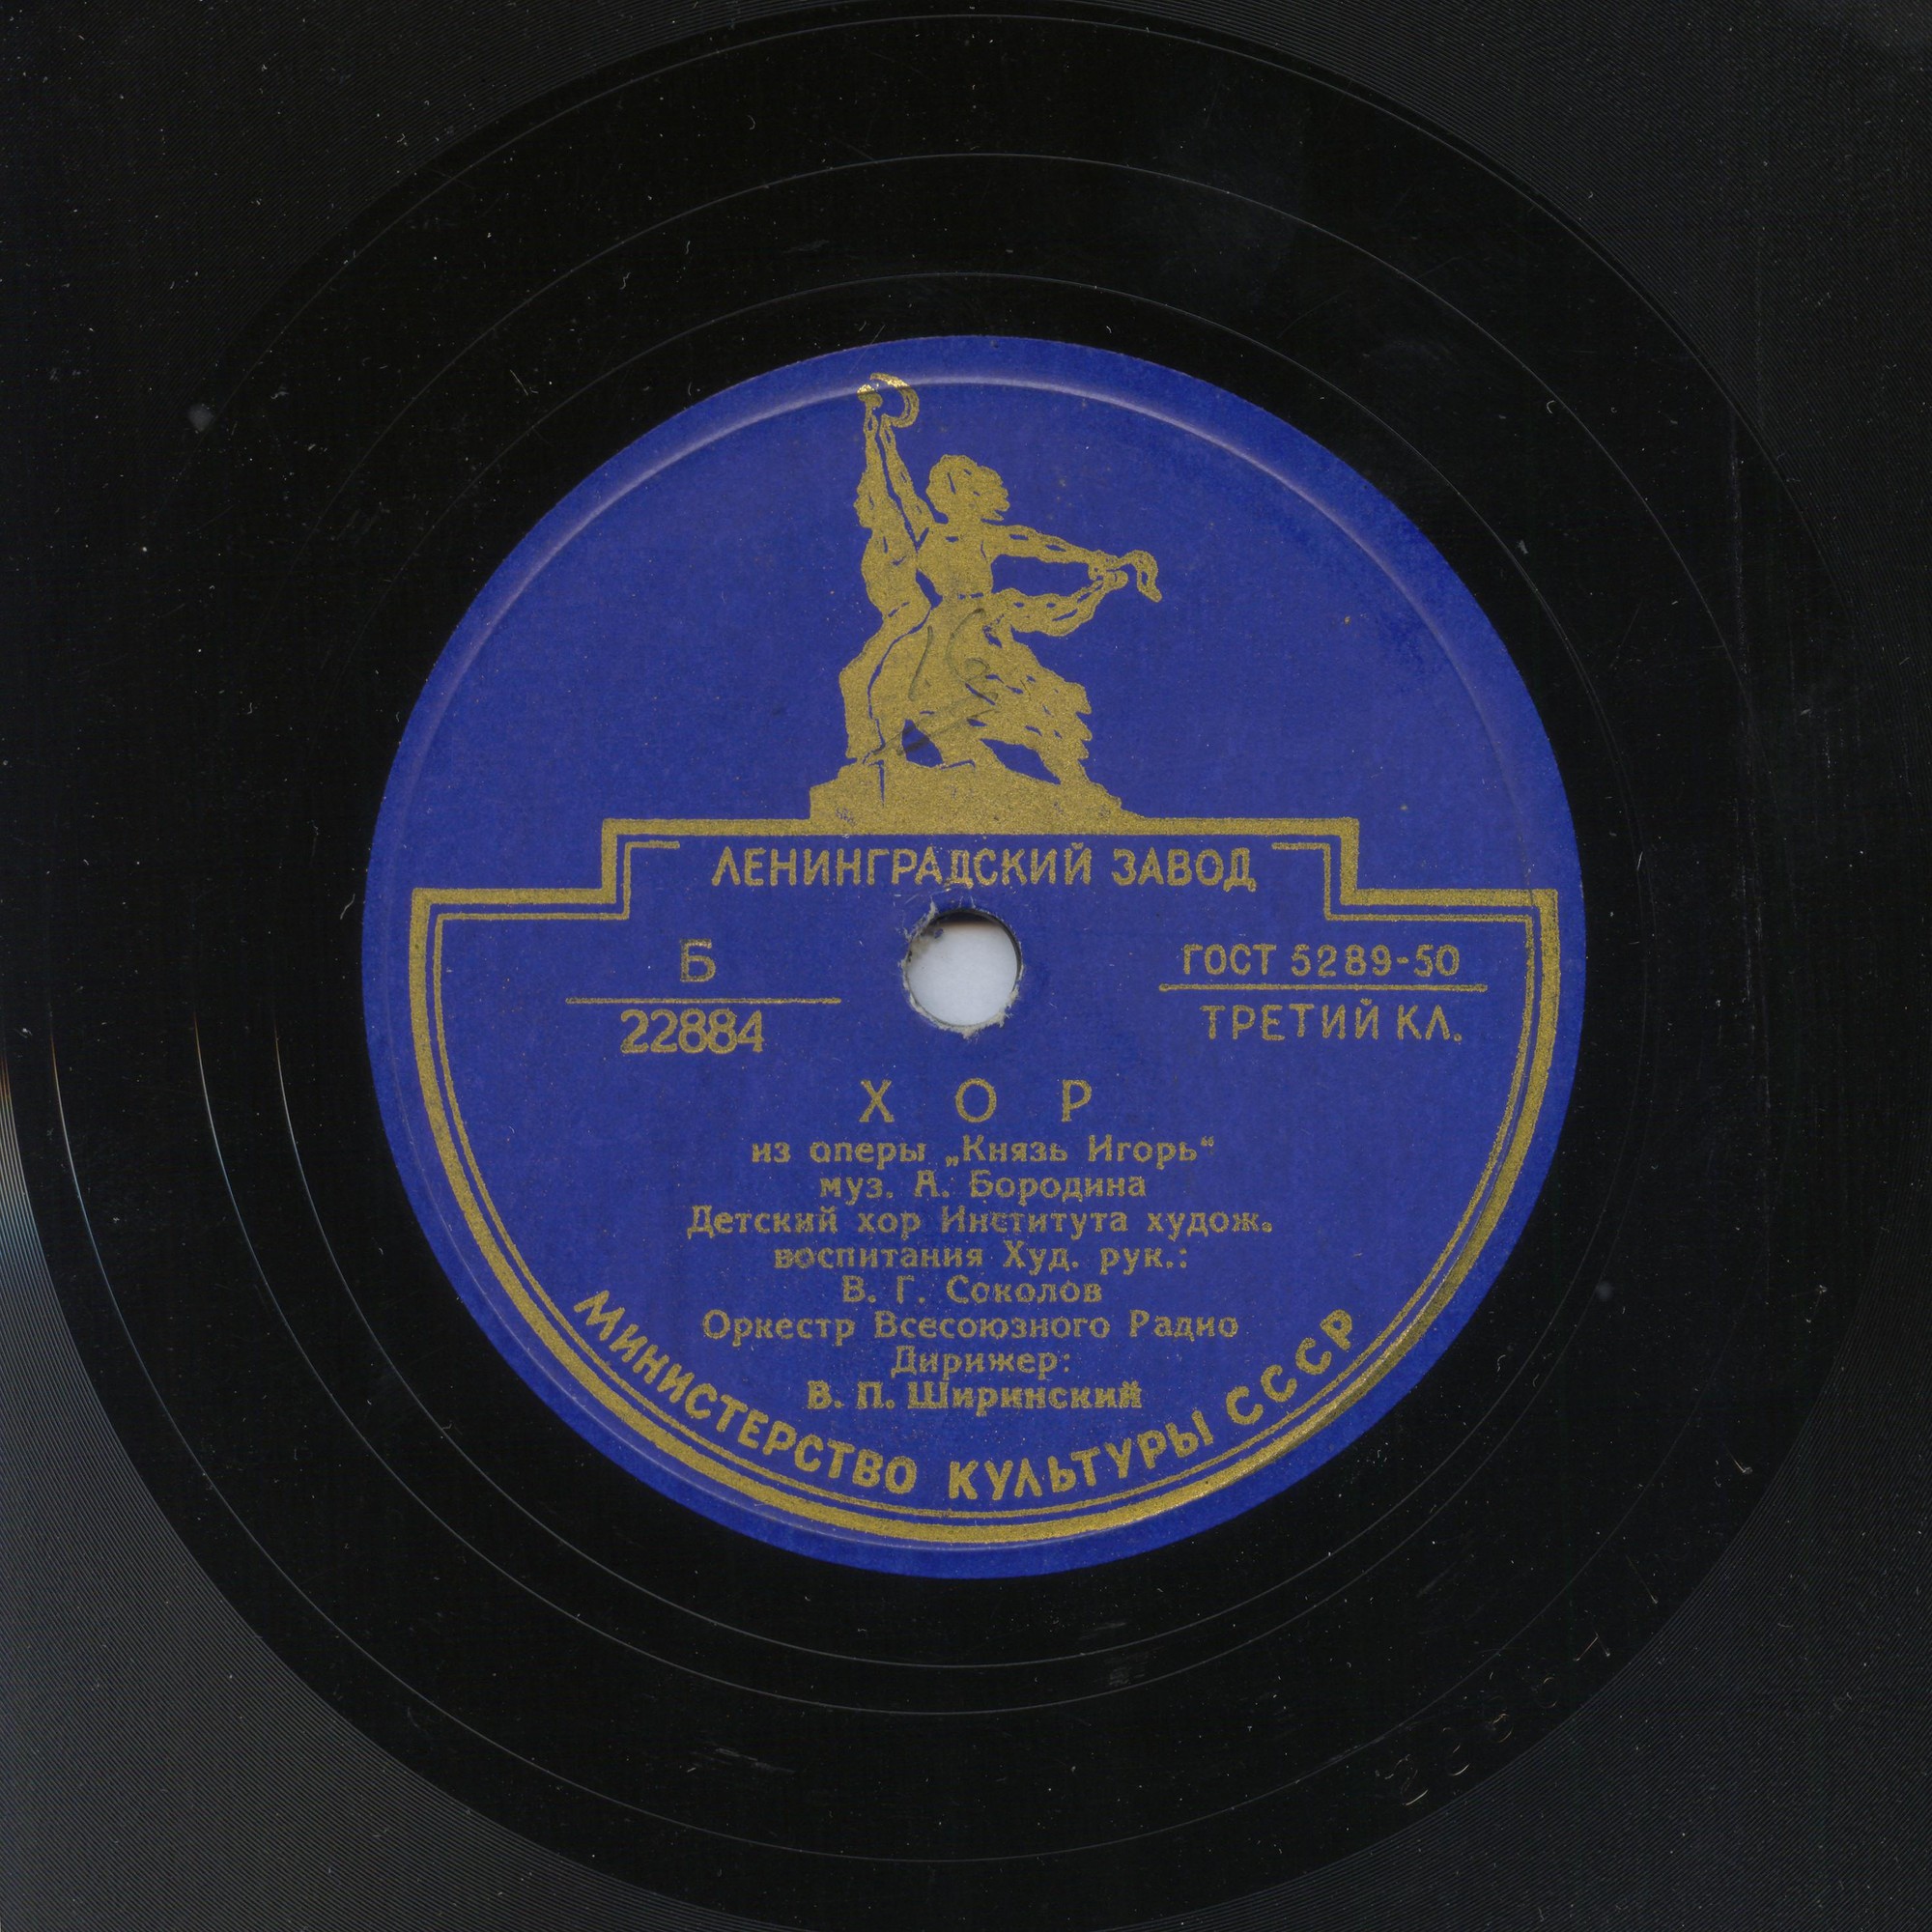 ЛЕНИНГРАДСКИЙ ЗАВОД
Б
22884
ГОСТ 5289-50
ТРЕТИЙ КЛ.
ХОР
из оперы „Князь Игорь“
муз. А. Бородина
Детский хор Института худож.
воспитания Худ. рук.:
В. Г. Соколов
Оркестр Всесоюзного Радио
Дирижер:
В. П. Ширинский
МИНИСТЕРСТВО КУЛЬТУРЫ СССР